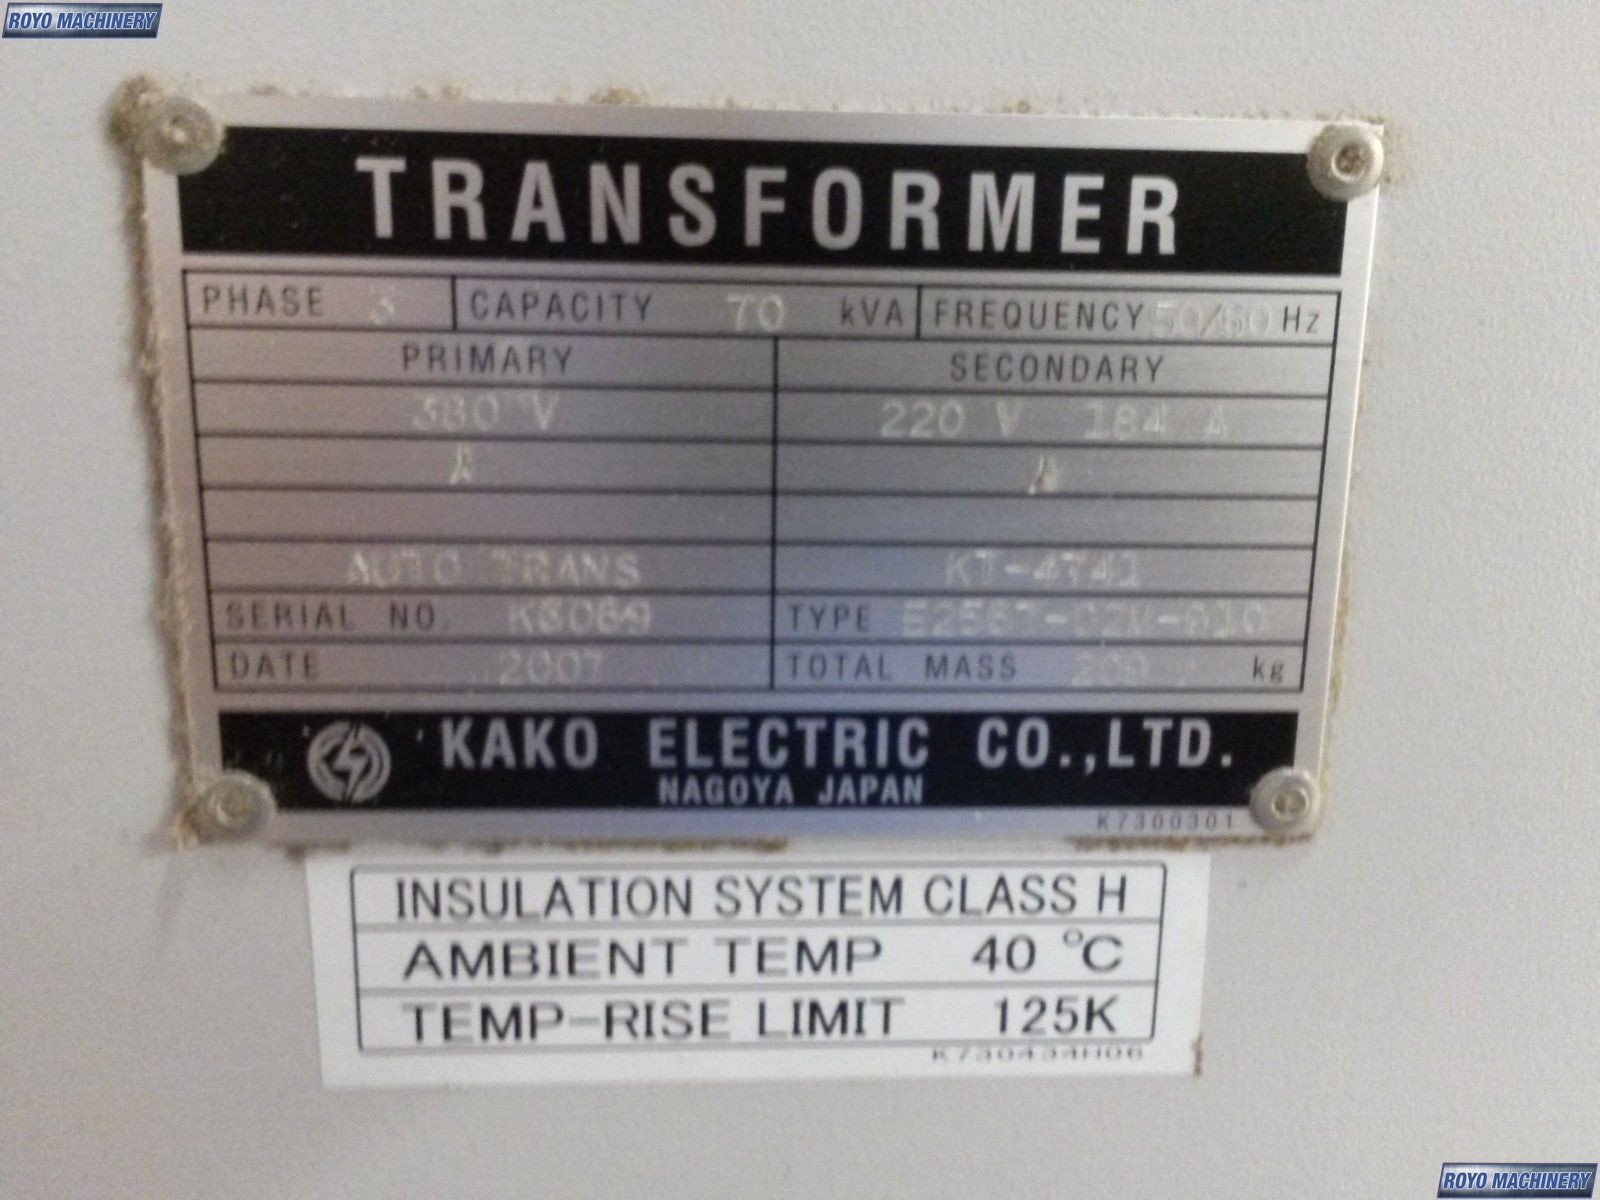 ROYO MACHINERY
TRANSFORMER
PHASE 3 CAPACITY 70 kVA FREQUENCY 50/60 Hz
PRIMARY SECONDARY
380 V 220 V 184 A
A A
AUTO TRANS KT-4741
SERIAL NO. TYPE
DATE 2007 TOTAL MASS kg
KAKO ELECTRIC CO.,LTD.
NAGOYA JAPAN
K7300301
INSULATION SYSTEM CLASS H
AMBIENT TEMP 40 °C
TEMP-RISE LIMIT 125K
K730434H06
ROYO MACHINERY